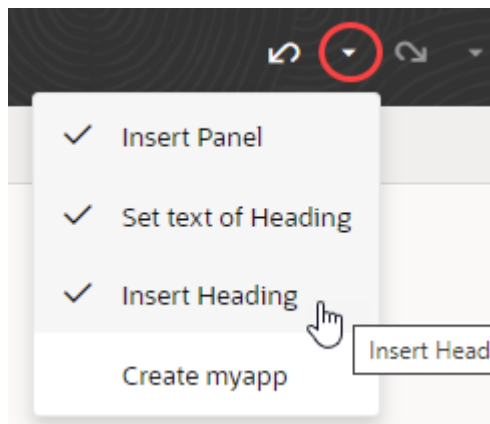 Insert Panel
Set text of Heading
Insert Heading
Insert Head
Create myapp